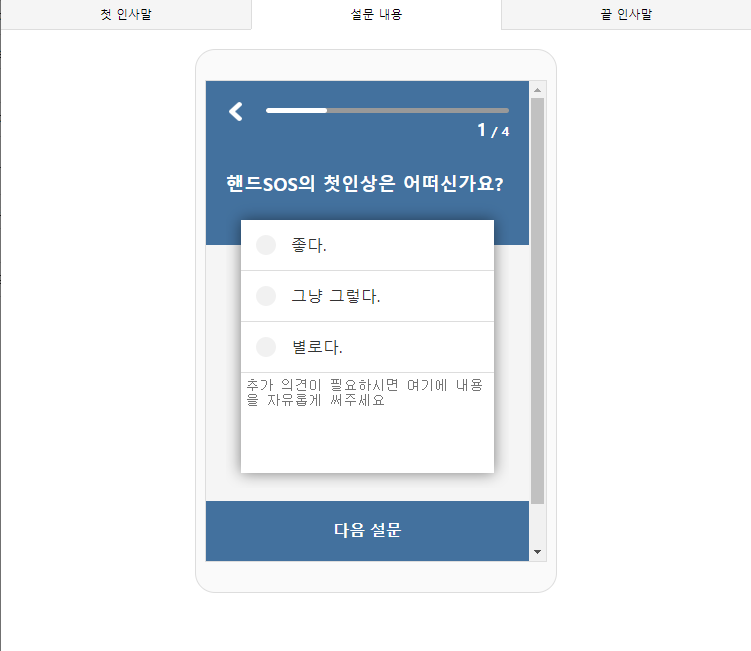 첫 인사말
설문 내용
끝 인사말
1 / 4
핸드SOS의 첫인상은 어떠신가요?
좋다.
그냥 그렇다.
별로다.
추가 의견이 필요하시면 여기에 내용
을 자유롭게 써주세요
다음 설문